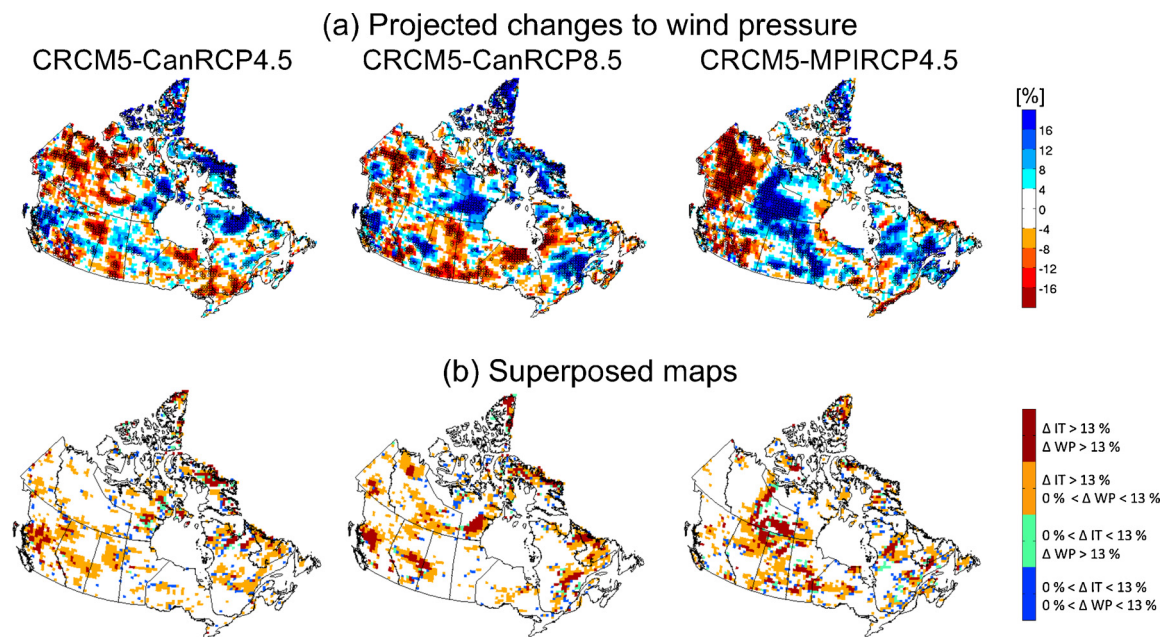 (a) Projected changes to wind pressure
CRCM5-CanRCP4.5 CRCM5-CanRCP8.5 CRCM5-MPIRCP4.5
[%]
16
12
8
4
0
-4
-8
-12
-16
(b) Superposed maps
Δ IT > 13 %
Δ WP > 13 %
Δ IT > 13 %
0 % < Δ WP < 13 %
0 % < Δ IT < 13 %
Δ WP > 13 %
0 % < Δ IT < 13 %
0 % < Δ WP < 13 %